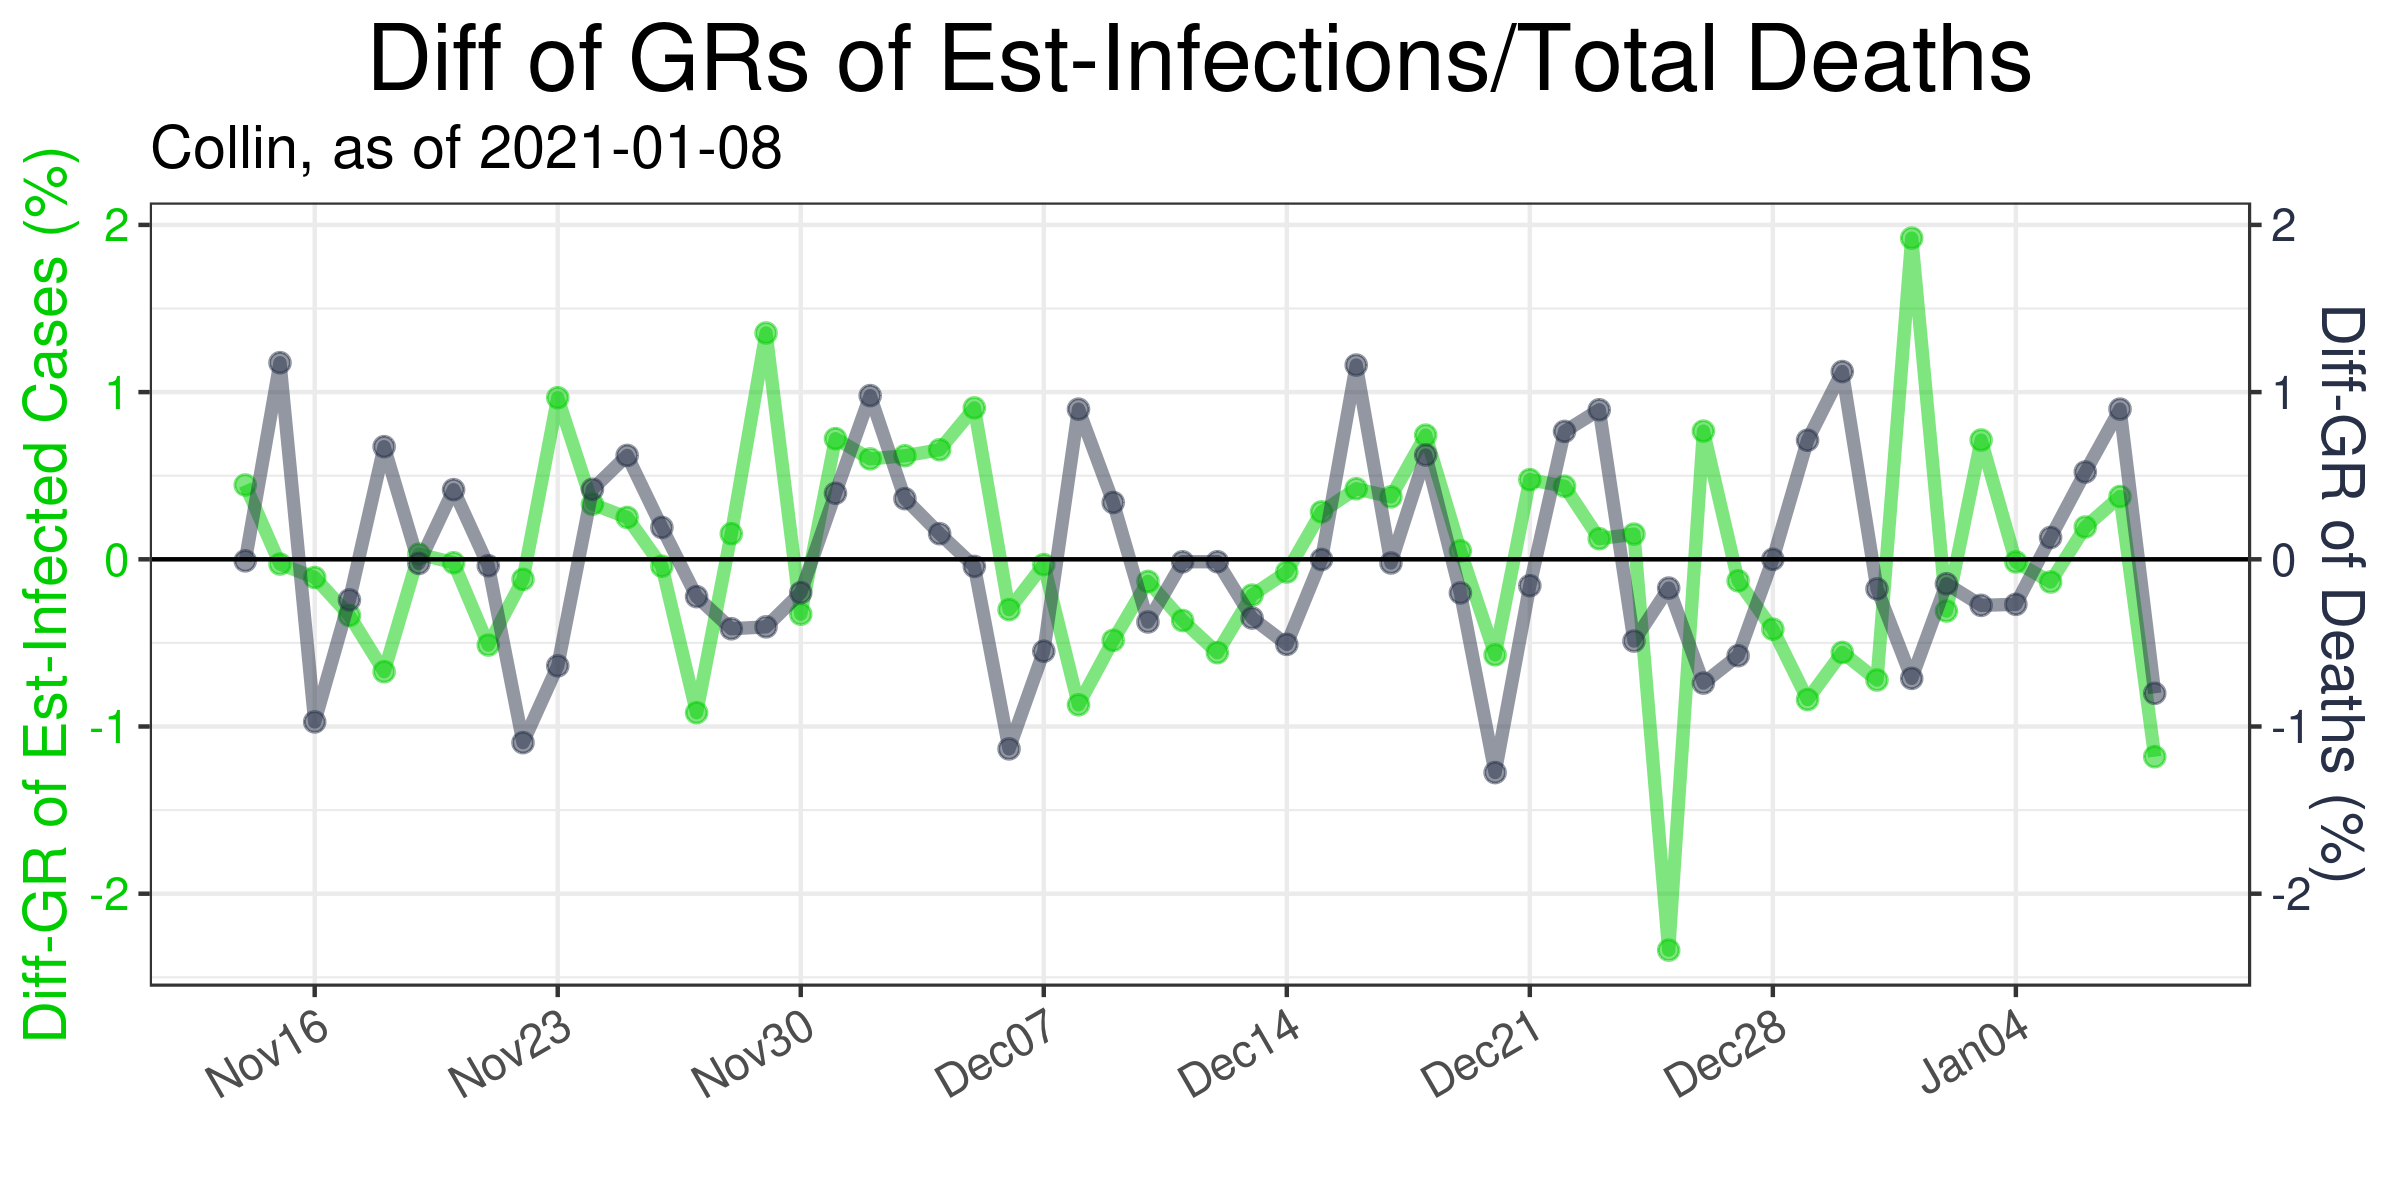 Diff of GRs of Est-Infections/Total Deaths
Collin, as of 2021-01-08
Diff-GR of Est-Infected Cases (%)
2
1
0
-1
-2
2
1
0
-1
-2
Diff-GR of Deaths (%)
Nov16
Nov23
Nov30
Dec07
Dec14
Dec21
Dec28
Jan04